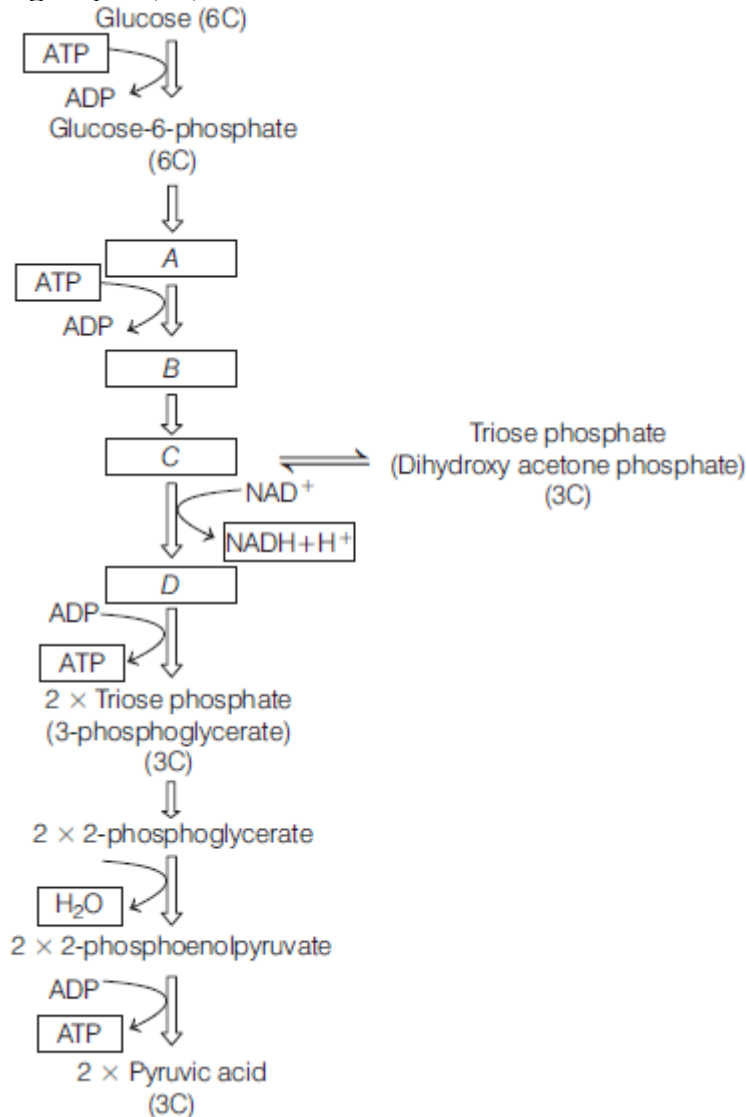 Glucose (6C)
ATP
ADP
Glucose-6-phosphate
(6C)
A
ATP
ADP
B
C
Triose phosphate
(Dihydroxy acetone phosphate)
(3C)
NAD⁺
NADH+H⁺
D
ADP
ATP
2 × Triose phosphate
(3-phosphoglycerate)
(3C)
2 × 2-phosphoglycerate
H₂O
2 × 2-phosphoenolpyruvate
ADP
ATP
2 × Pyruvic acid
(3C)